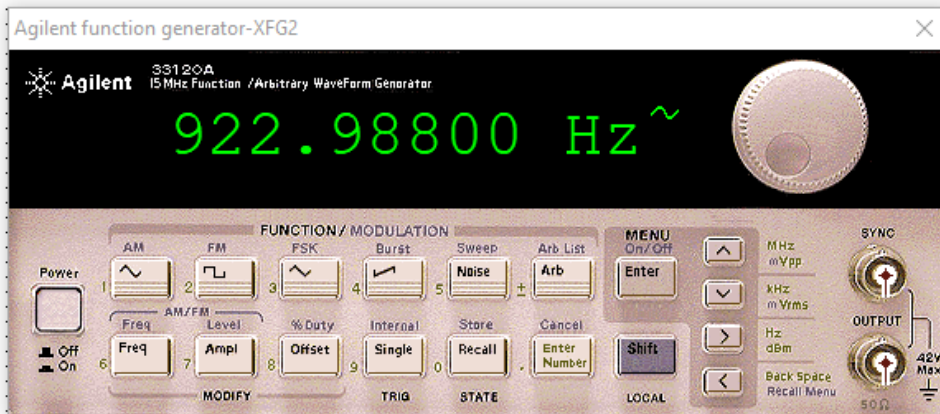 Agilent function generator-XFG2
Agilent
33120A
15 MHz Function / Arbitrary WaveForm Genorator
922.98800 Hz ~
FUNCTION/ MODULATION
AM FM FSK Burst Sweep Arb List
MENU
On/Off
Power
1 2 3 4 5 Noise ± Arb Enter
MHz
mVpp
kHz
mVrms
SYNC
AM/FM
Freq Level % Duty Internal Store Cancel
6 Freq 7 Ampl 8 Offset 9 Single 0 Recall . Enter Number Shift
Hz
dBm
OUTPUT
Off
On
MODIFY TRIG STATE LOCAL
Back Space
Recall Menu
42V
Max
50Ω